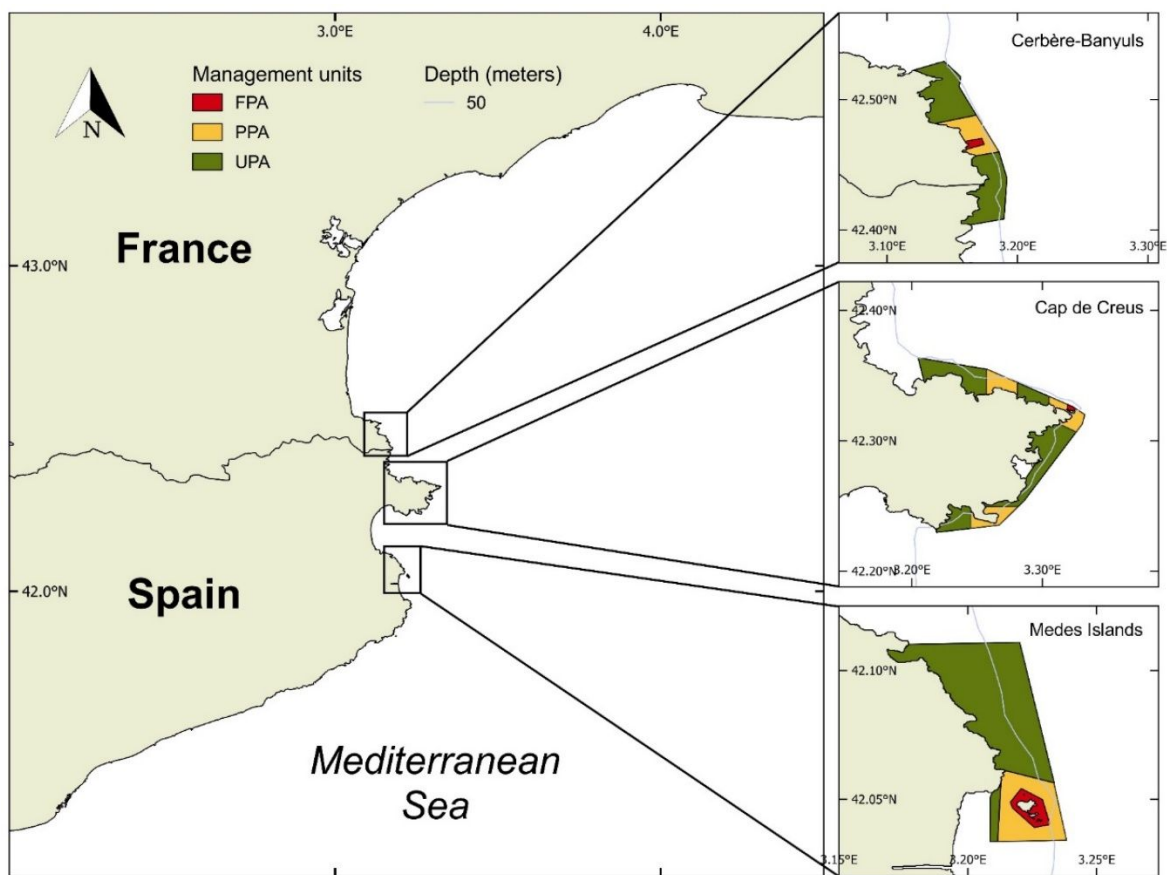 3.0°E
4.0°E
Management units
FPA
PPA
UPA
Depth (meters)
50
N
France
43.0°N
Spain
42.0°N
Mediterranean
Sea
Cerbère-Banyuls
42.50°N
42.40°N
3.10°E
3.20°E
3.30°E
Cap de Creus
42.40°N
42.30°N
42.20°N
3.20°E
3.30°E
Medes Islands
42.10°N
42.05°N
3.15°E
3.20°E
3.25°E